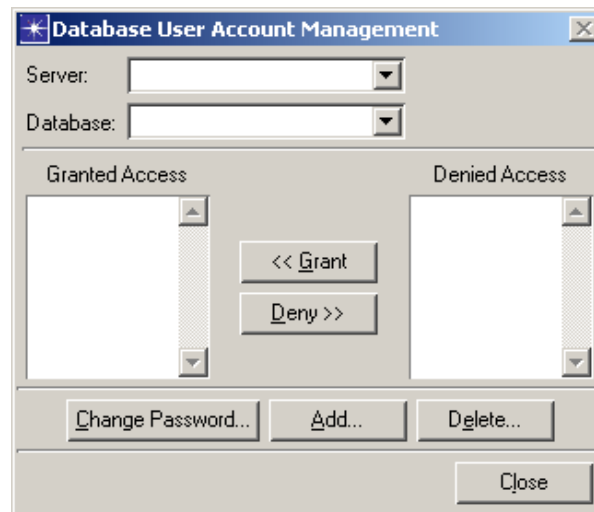 Database User Account Management
Server:
Database:
Granted Access
Denied Access
<< Grant
Deny >>
Change Password...
Add...
Delete...
Close